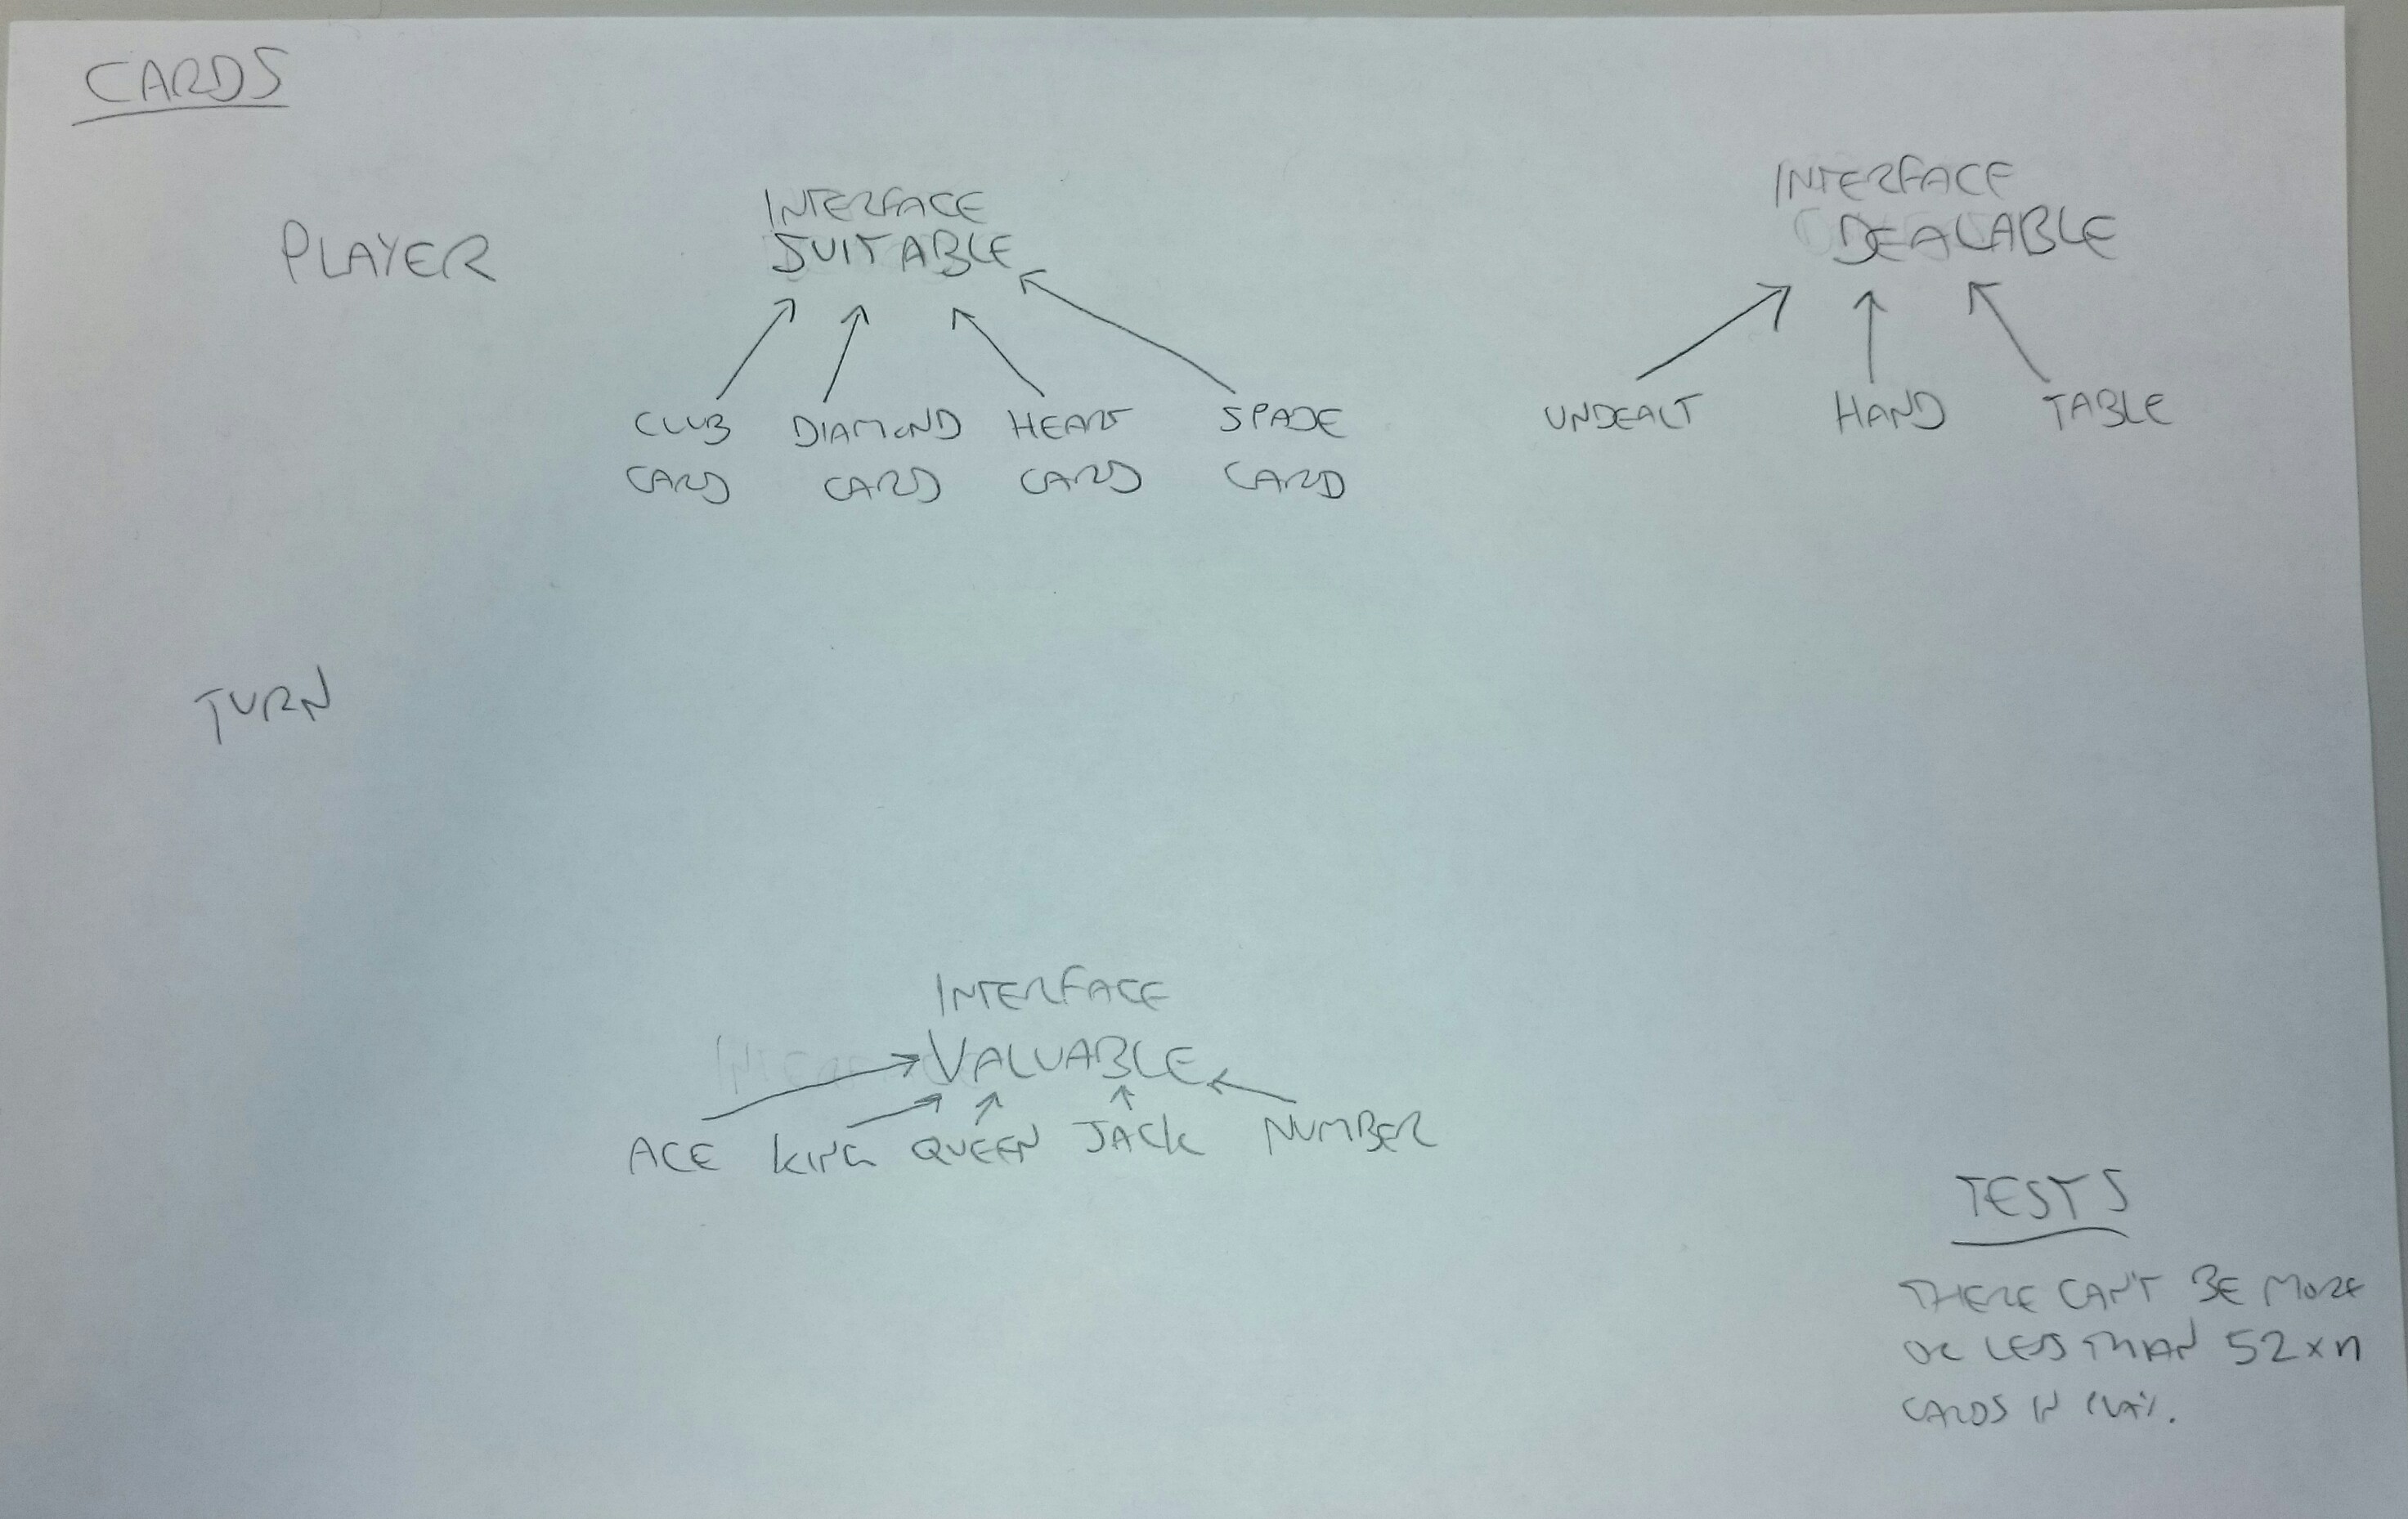 CARDS
PLAYER
INTERFACE
SUITABLE
CLUB DIAMOND HEART SPADE
CARD CARD CARD CARD
INTERFACE
DEALABLE
UNDEALT HAND TABLE
TURN
INTERFACE
VALUABLE
ACE KING QUEEN JACK NUMBER
TESTS
THERE CAN'T BE MORE
OR LESS THAN 52xn
CARDS IN PLAY.